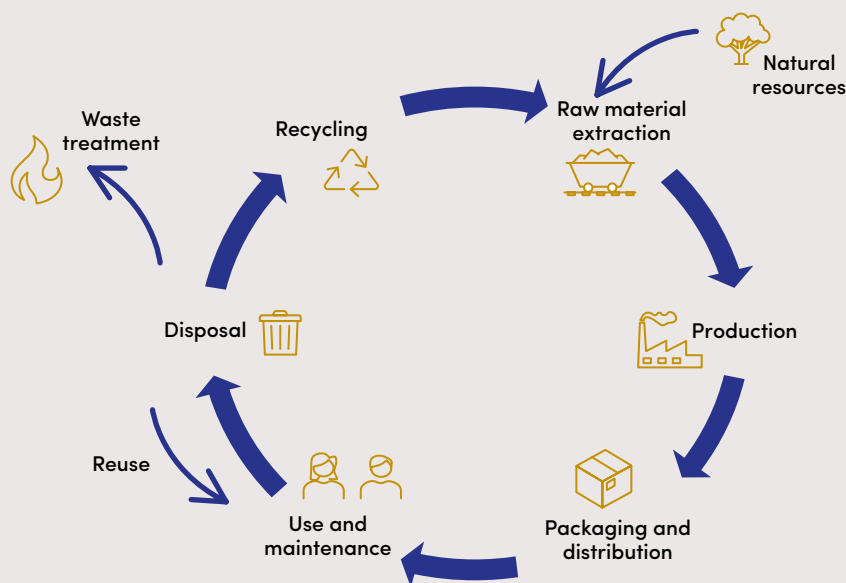 Natural
resources
Raw material
extraction
Production
Packaging and
distribution
Use and
maintenance
Reuse
Disposal
Waste
treatment
Recycling